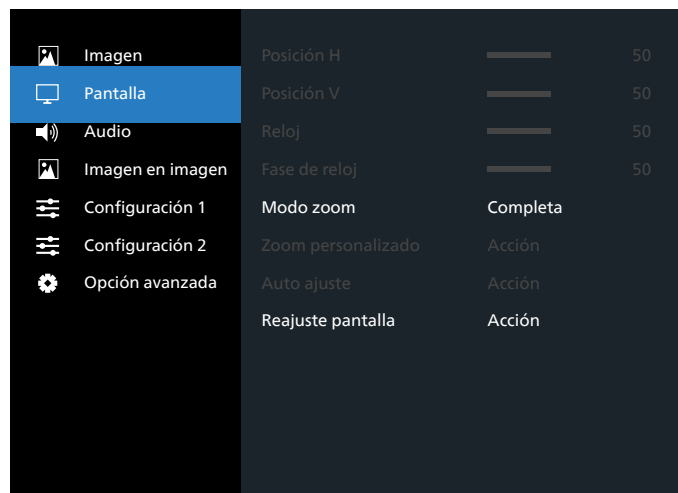 Imagen
Pantalla
Audio
Imagen en imagen
Configuración 1
Configuración 2
Opción avanzada
Posición H 50
Posición V 50
Reloj 50
Fase de reloj 50
Modo zoom Completa
Zoom personalizado Acción
Auto ajuste Acción
Reajuste pantalla Acción